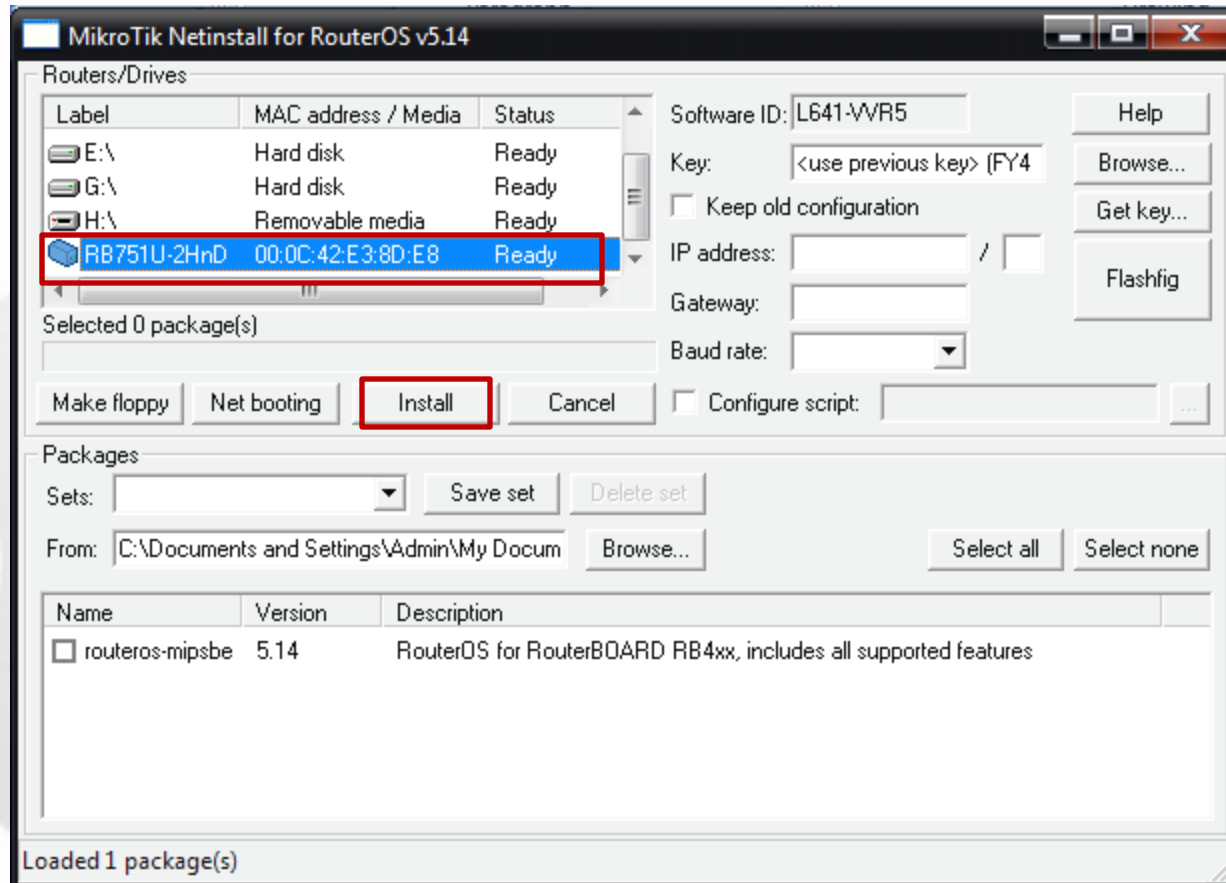 MikroTik Netinstall for RouterOS v5.14
Routers/Drives
Label MAC address / Media Status
E:\ Hard disk Ready
G:\ Hard disk Ready
H:\ Removable media Ready
RB751U-2HnD 00:0C:42:E3:8D:E8 Ready
Selected 0 package(s)
Make floppy Net booting Install Cancel
Software ID: L641-VVR5
Key: <use previous key> (FY4
Keep old configuration
IP address: /
Gateway:
Baud rate:
Configure script: ...
Help
Browse...
Get key...
Flashfig
Packages
Sets: Save set Delete set
From: C:\Documents and Settings\Admin\My Docum Browse... Select all Select none
Name Version Description
routeros-mipsbe 5.14 RouterOS for RouterBOARD RB4xx, includes all supported features
Loaded 1 package(s)